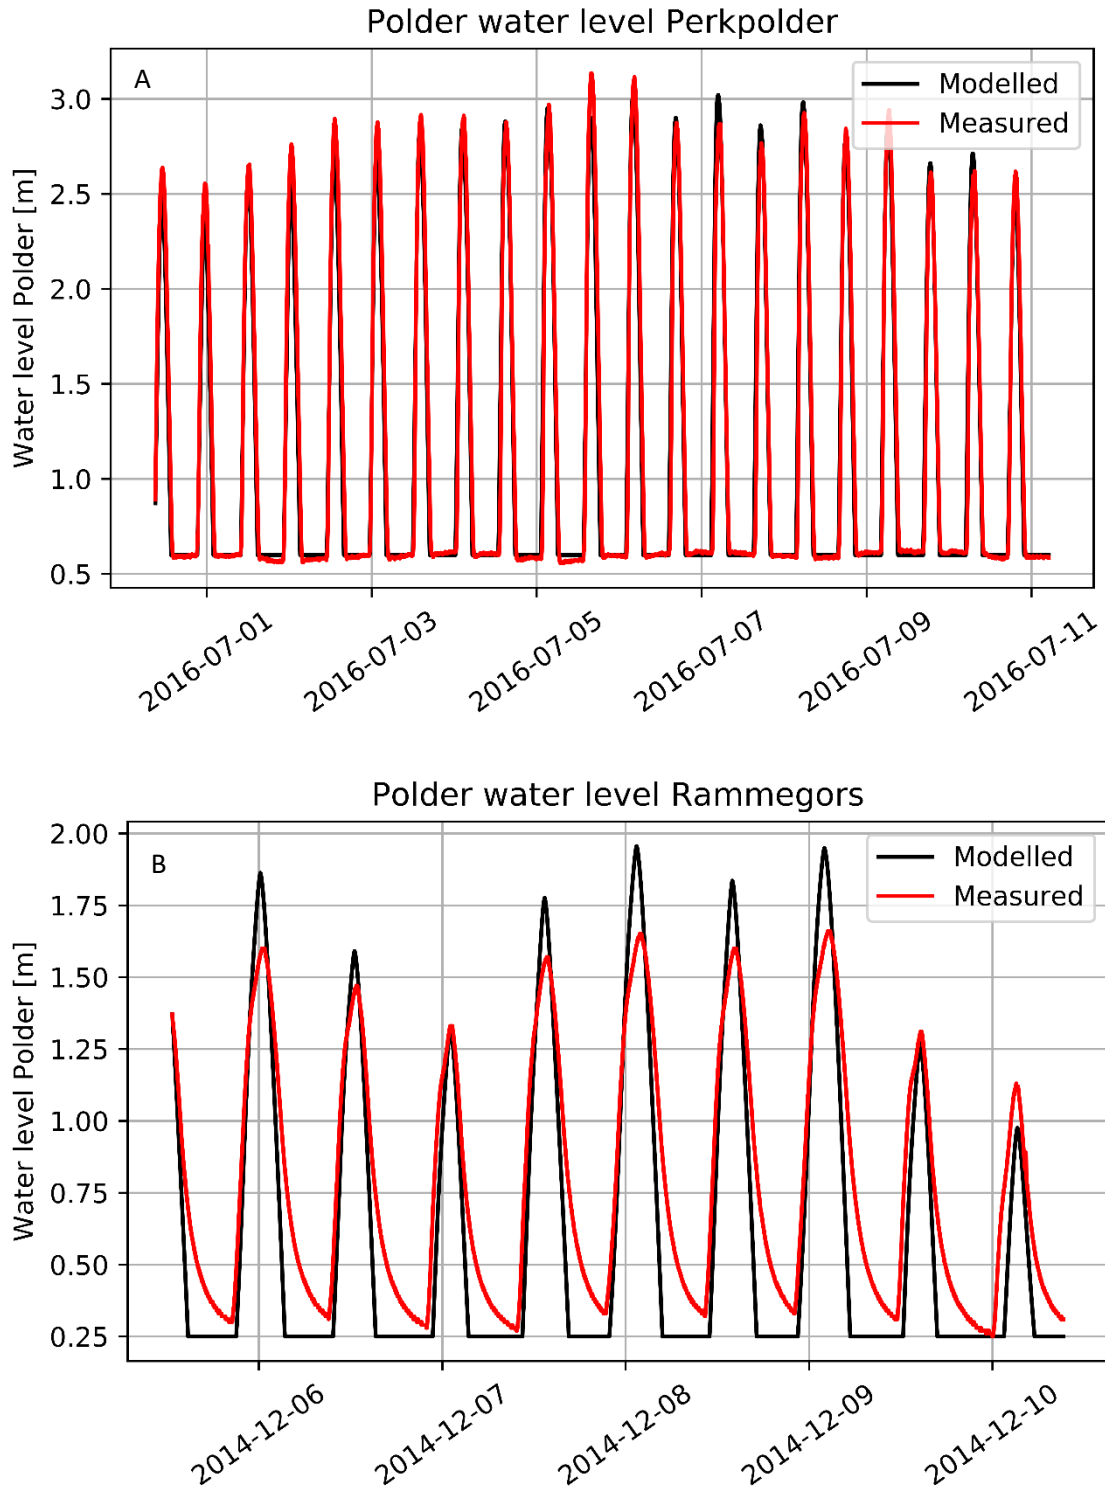 Polder water level Perkpolder
A
Modelled
Measured
Water level Polder [m]
3.0
2.5
2.0
1.5
1.0
0.5
2016-07-01
2016-07-03
2016-07-05
2016-07-07
2016-07-09
2016-07-11
Polder water level Rammegors
B
Modelled
Measured
Water level Polder [m]
2.00
1.75
1.50
1.25
1.00
0.75
0.50
0.25
2014-12-06
2014-12-07
2014-12-08
2014-12-09
2014-12-10